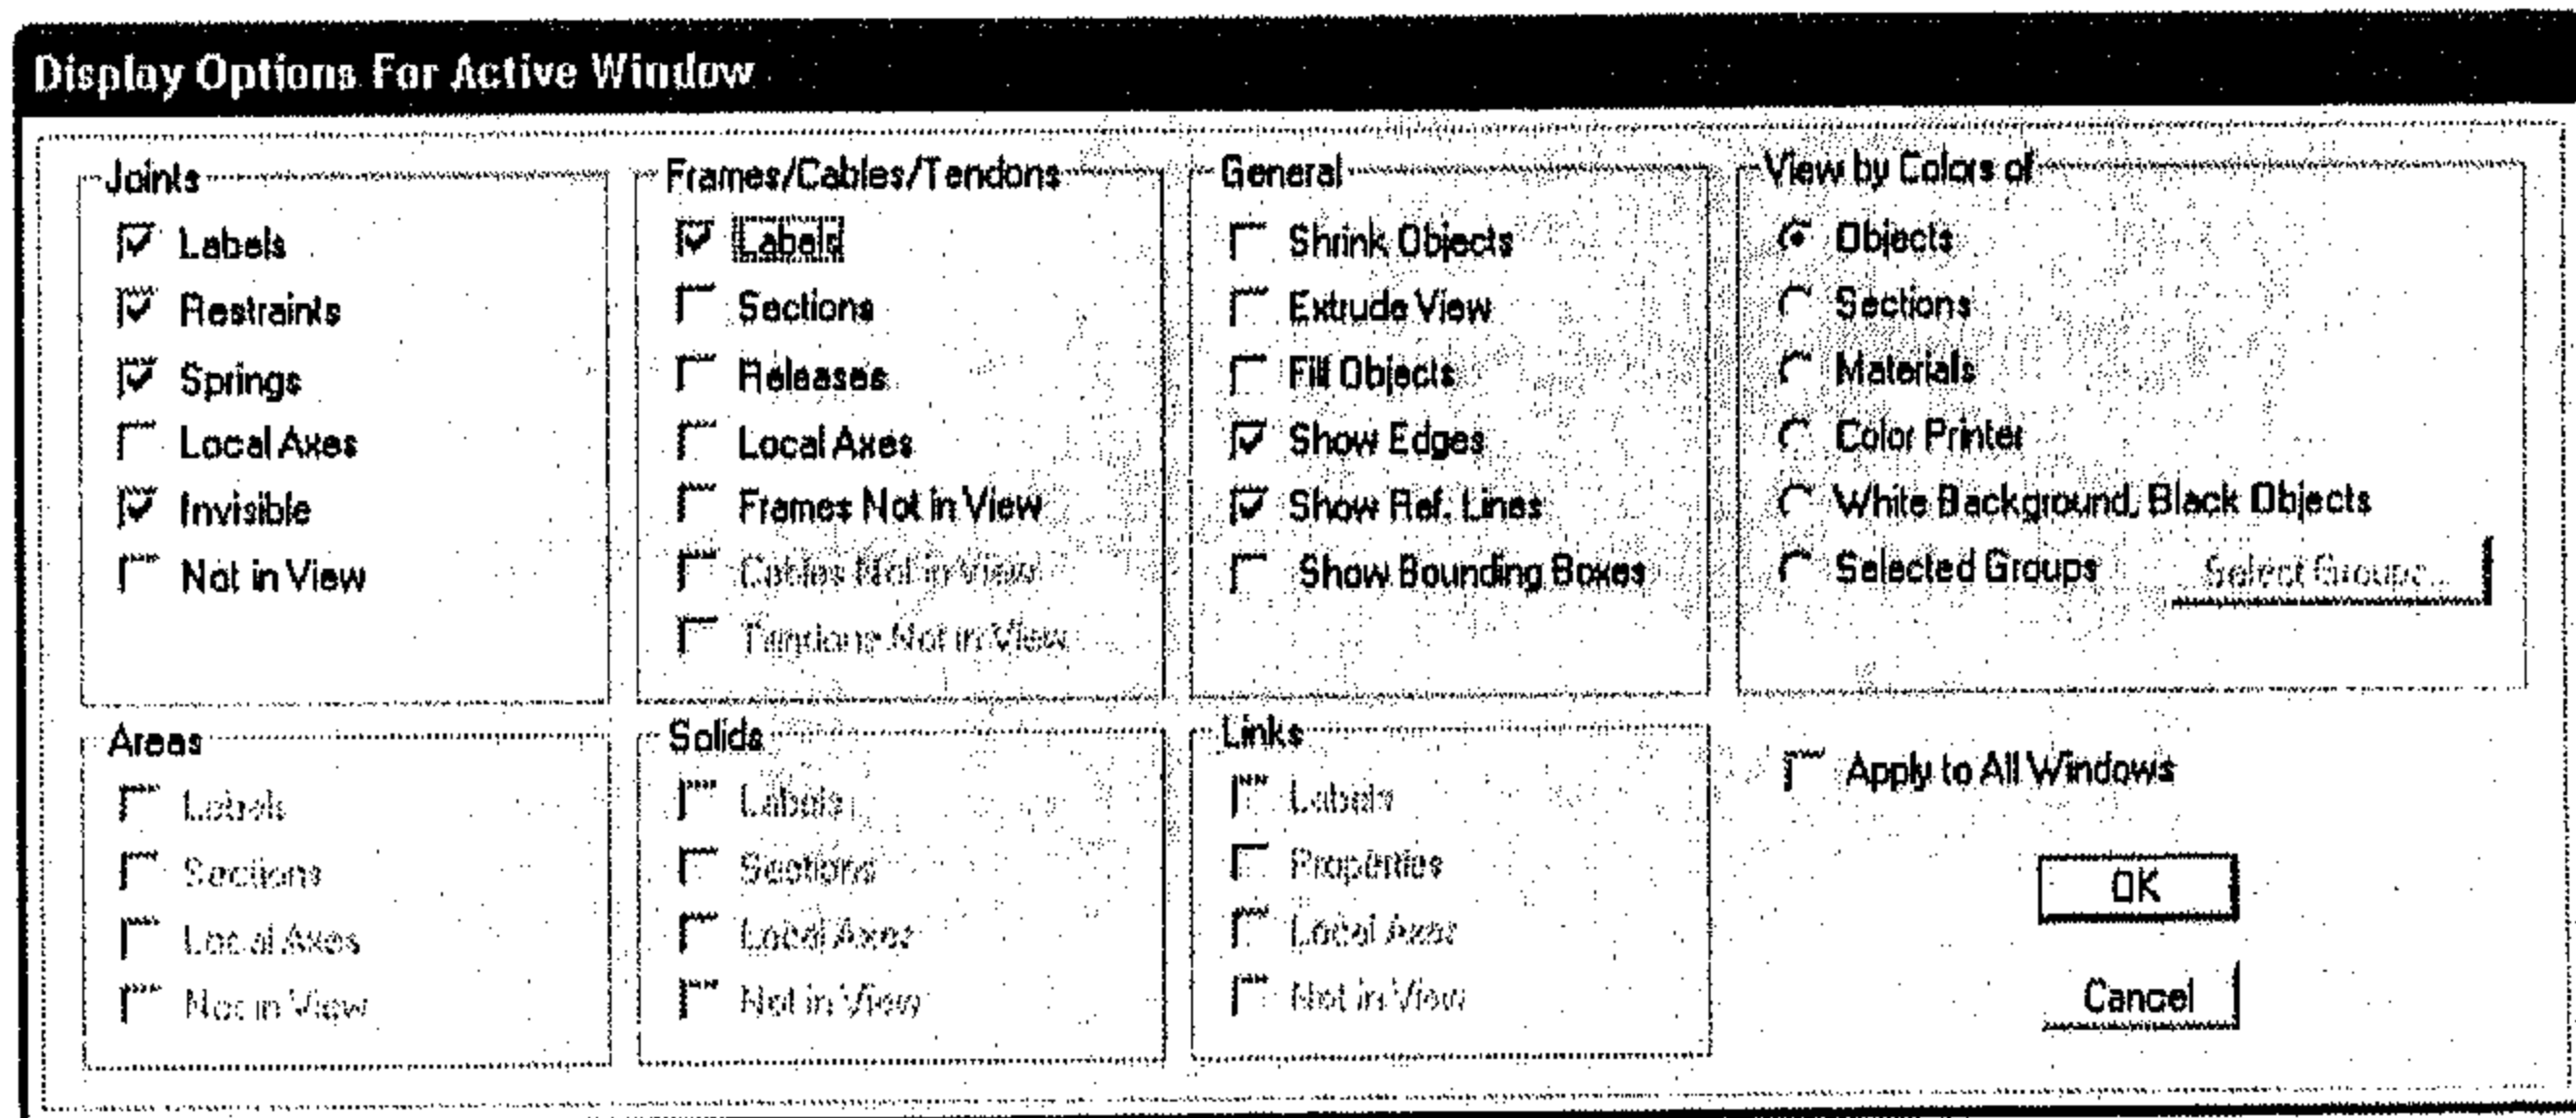 Display Options For Active Window
Joints
Labels
Restraints
Springs
Local Axes
Invisible
Not in View
Frames/Cables/Tendons
Labels
Sections
Releases
Local Axes
Frames Not in View
Cables Not in View
Tendons Not in View
General
Shrink Objects
Extrude View
Fill Objects
Show Edges
Show Ref. Lines
Show Bounding Boxes
View by Colors of
Objects
Sections
Materials
Color Printer
White Background, Black Objects
Selected Groups
Select Groups...
Areas
Labels
Sections
Local Axes
Not in View
Solids
Labels
Sections
Local Axes
Not in View
Links
Labels
Properties
Local Axes
Not in View
Apply to All Windows
OK
Cancel